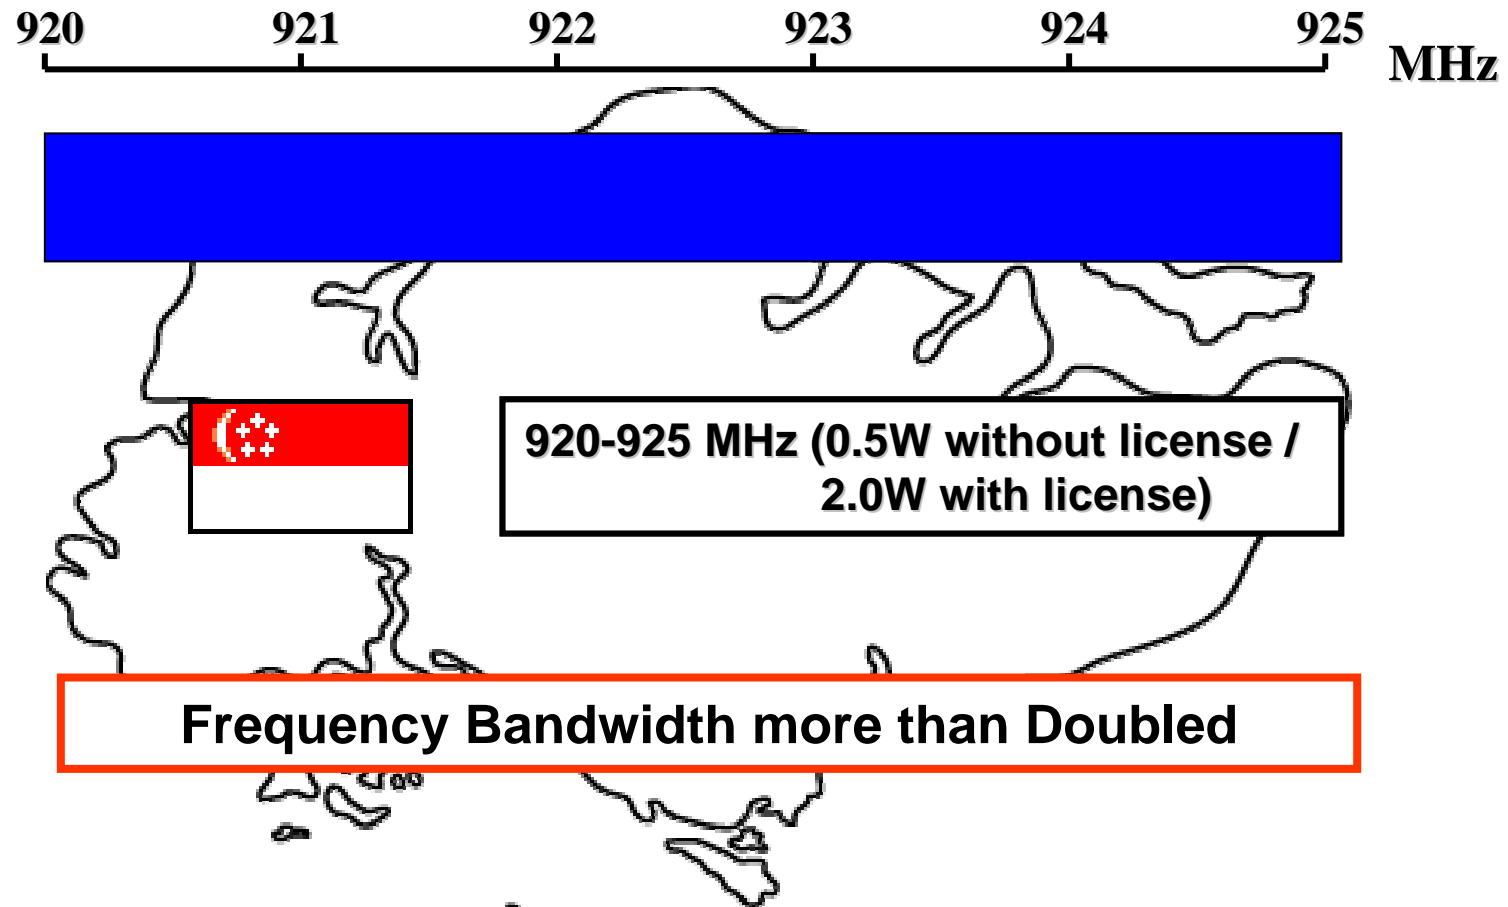 920 921 922 923 924 925
MHz
920-925 MHz (0.5W without license /
2.0W with license)
Frequency Bandwidth more than Doubled